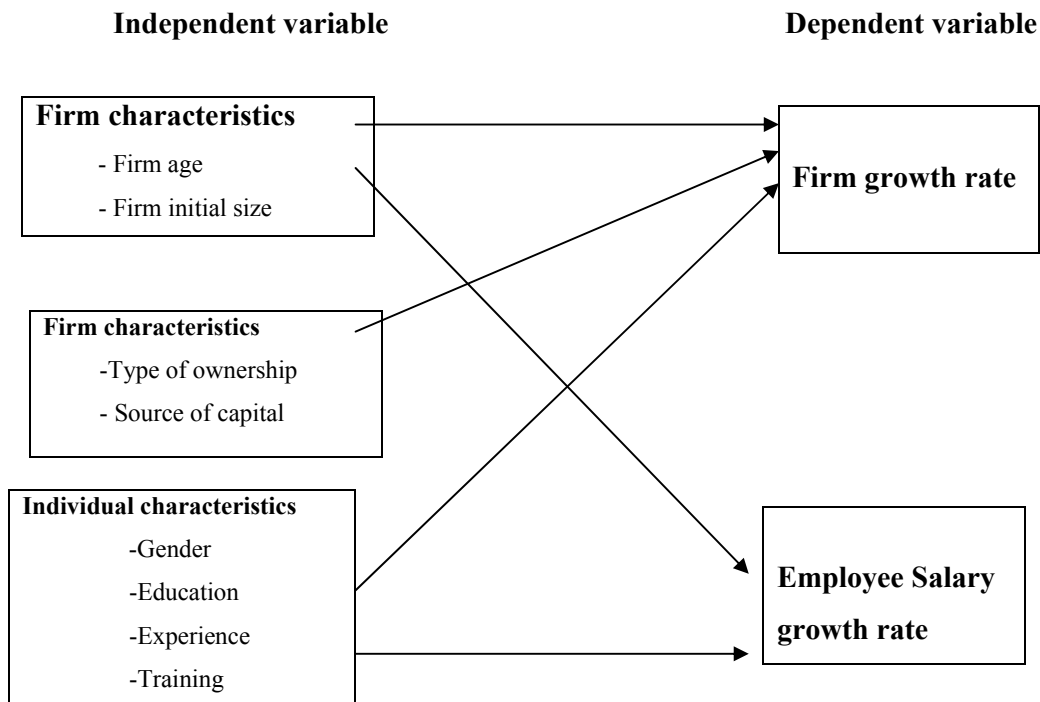 Independent variable
Dependent variable
Firm characteristics
- Firm age
- Firm initial size
Firm growth rate
Firm characteristics
-Type of ownership
- Source of capital
Individual characteristics
-Gender
-Education
-Experience
-Training
Employee Salary
growth rate